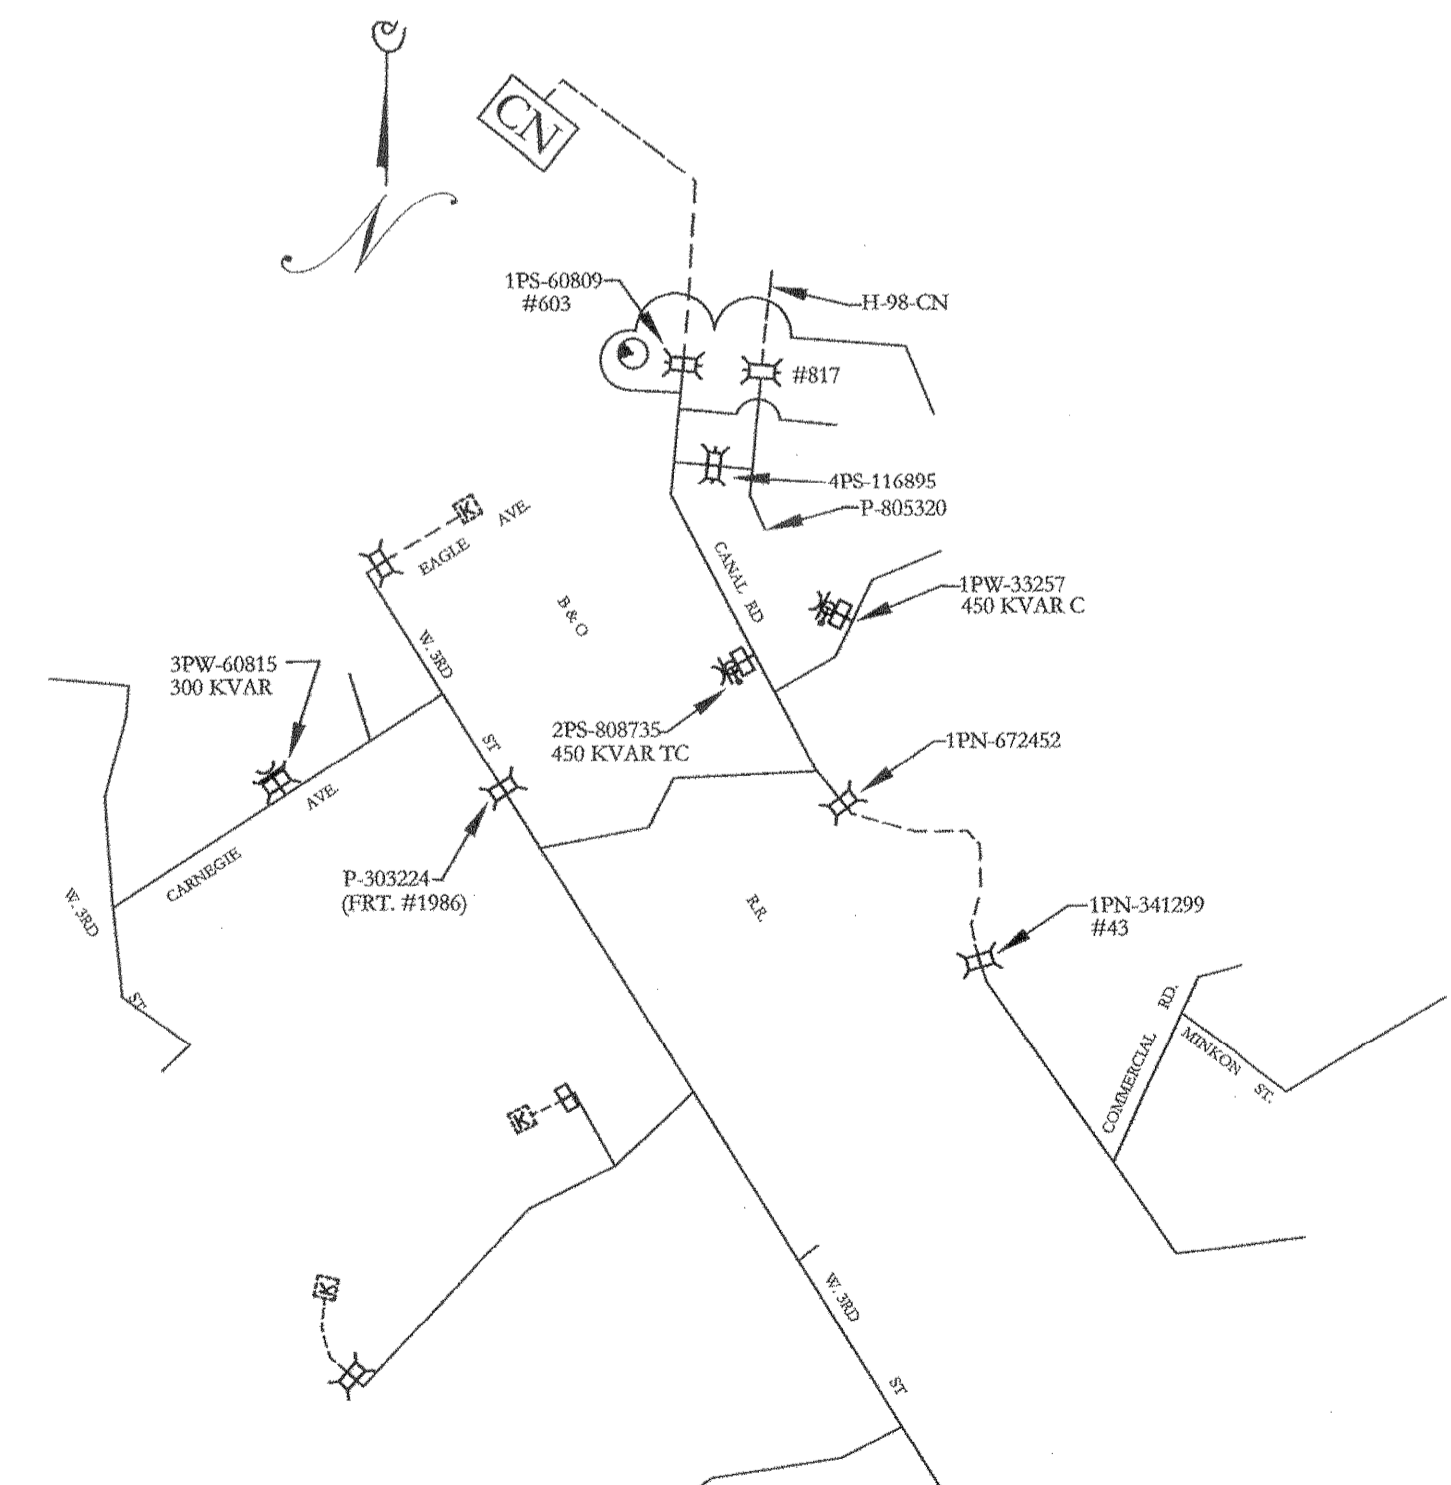 N
CN
1PS-60809
#603
H-98-CN
#817
4PS-116895
P-805320
K
EAGLE AVE.
CANAL RD
B & O
1PW-33257
450 KVAR C
W. 3RD ST
3PW-60815
300 KVAR
2PS-808735
450 KVAR TC
1PN-672452
CARNEGIE AVE.
P-303224
(FRT. #1986)
W. 3RD ST.
R.R.
1PN-341299
#43
COMMERCIAL RD.
MINKON ST.
K
K
W. 3RD ST